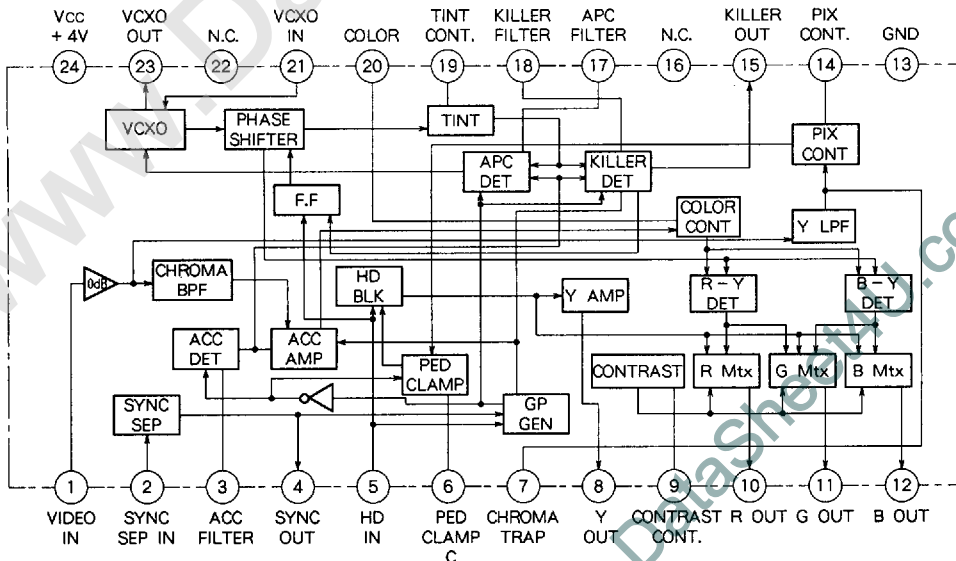 Vcc
+ 4V
VCXO
OUT
N.C.
VCXO
IN
COLOR
TINT
CONT.
KILLER
FILTER
APC
FILTER
N.C.
KILLER
OUT
PIX
CONT.
GND
24
23
22
21
20
19
18
17
16
15
14
13
VCXO
PHASE
SHIFTER
TINT
APC
DET
KILLER
DET
PIX
CONT
F.F
COLOR
CONT
Y LPF
0dB
CHROMA
BPF
HD
BLK
Y AMP
R-Y
DET
B-Y
DET
ACC
DET
ACC
AMP
PED
CLAMP
CONTRAST
R Mtx
G Mtx
B Mtx
SYNC
SEP
GP
GEN
1
2
3
4
5
6
7
8
9
10
11
12
VIDEO
IN
SYNC
SEP IN
ACC
FILTER
SYNC
OUT
HD
IN
PED
CLAMP
C
CHROMA
TRAP
Y
OUT
CONTRAST
CONT.
R OUT
G OUT
B OUT
www.Da
DataSheet4U.co